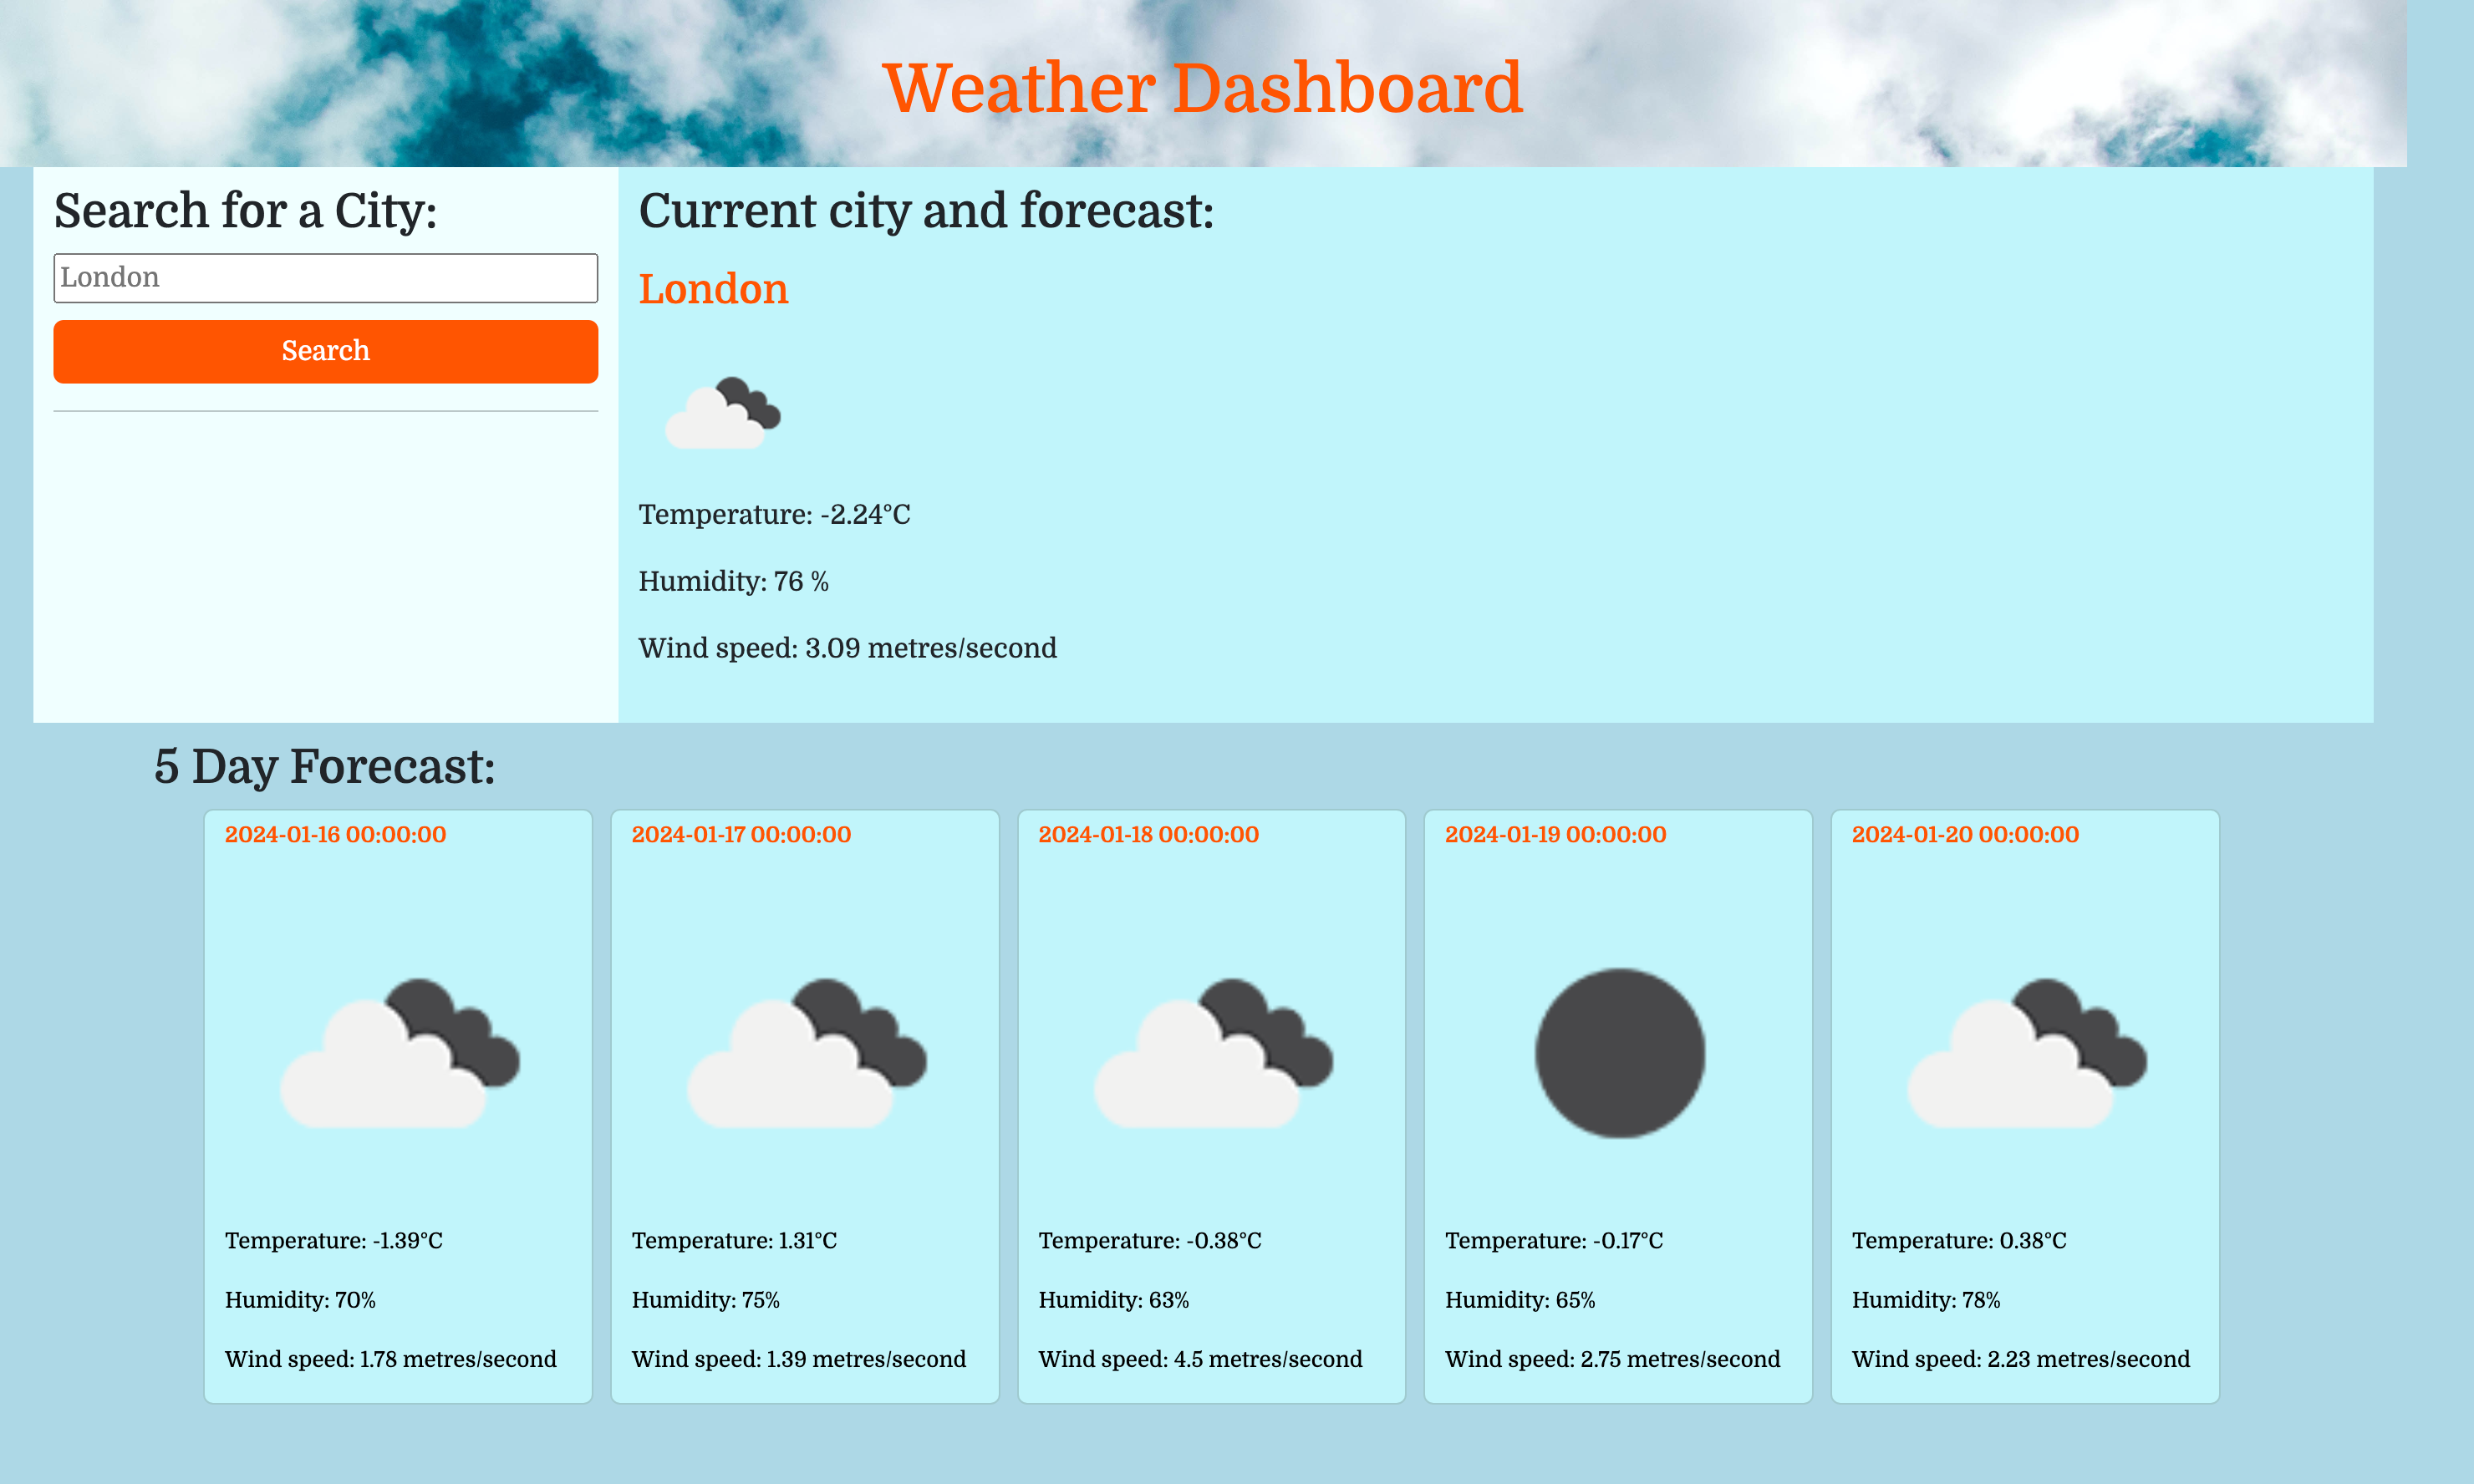 Weather Dashboard
Search for a City:
London
Search
Current city and forecast:
London
Temperature: -2.24°C
Humidity: 76 %
Wind speed: 3.09 metres/second
5 Day Forecast:
2024-01-16 00:00:00
Temperature: -1.39°C
Humidity: 70%
Wind speed: 1.78 metres/second
2024-01-17 00:00:00
Temperature: 1.31°C
Humidity: 75%
Wind speed: 1.39 metres/second
2024-01-18 00:00:00
Temperature: -0.38°C
Humidity: 63%
Wind speed: 4.5 metres/second
2024-01-19 00:00:00
Temperature: -0.17°C
Humidity: 65%
Wind speed: 2.75 metres/second
2024-01-20 00:00:00
Temperature: 0.38°C
Humidity: 78%
Wind speed: 2.23 metres/second